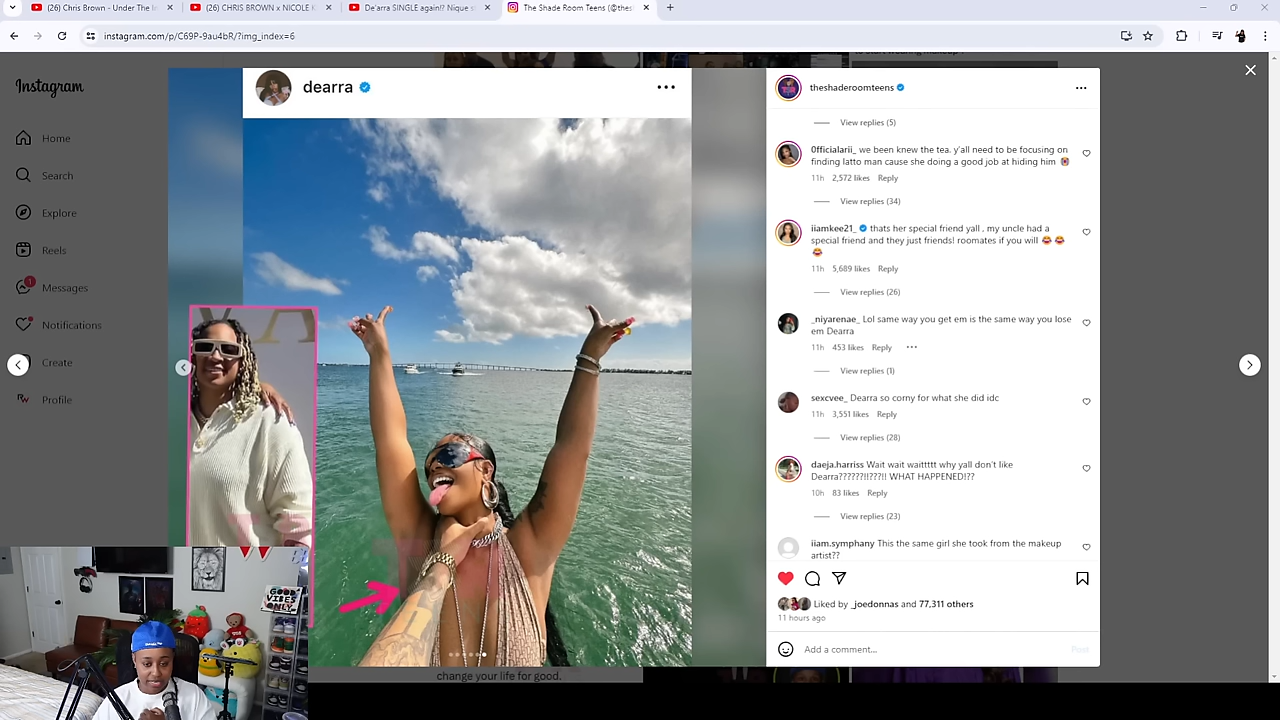 (26) Chris Brown - Under The In
(26) CHRIS BROWN x NICOLE K
De'arra SINGLE again!? Nique s
The Shade Room Teens (@thes
instagram.com/p/C69P-9au4bR/?img_index=6
Instagram
Home
Search
Explore
Reels
1
Messages
Notifications
Create
Profile
dearra
theshaderoomteens
View replies (5)
0fficialarii_ we been knew the tea. y'all need to be focusing on
finding latto man cause she doing a good job at hiding him
11h 2,572 likes Reply
View replies (34)
iiamkee21_ thats her special friend yall , my uncle had a
special friend and they just friends! roomates if you will
11h 5,689 likes Reply
View replies (26)
_niyarenae_ Lol same way you get em is the same way you lose
em Dearra
11h 453 likes Reply
View replies (1)
sexcvee_ Dearra so corny for what she did idc
11h 3,551 likes Reply
View replies (28)
daeja.harriss Wait wait waittttt why yall don't like
Dearra??????!!???!! WHAT HAPPENED!??
10h 83 likes Reply
View replies (23)
iiam.symphany This the same girl she took from the makeup
artist??
Liked by _joedonnas and 77,311 others
11 hours ago
Add a comment...
Post
change your life for good.
GOOD
VIBES
ONLY